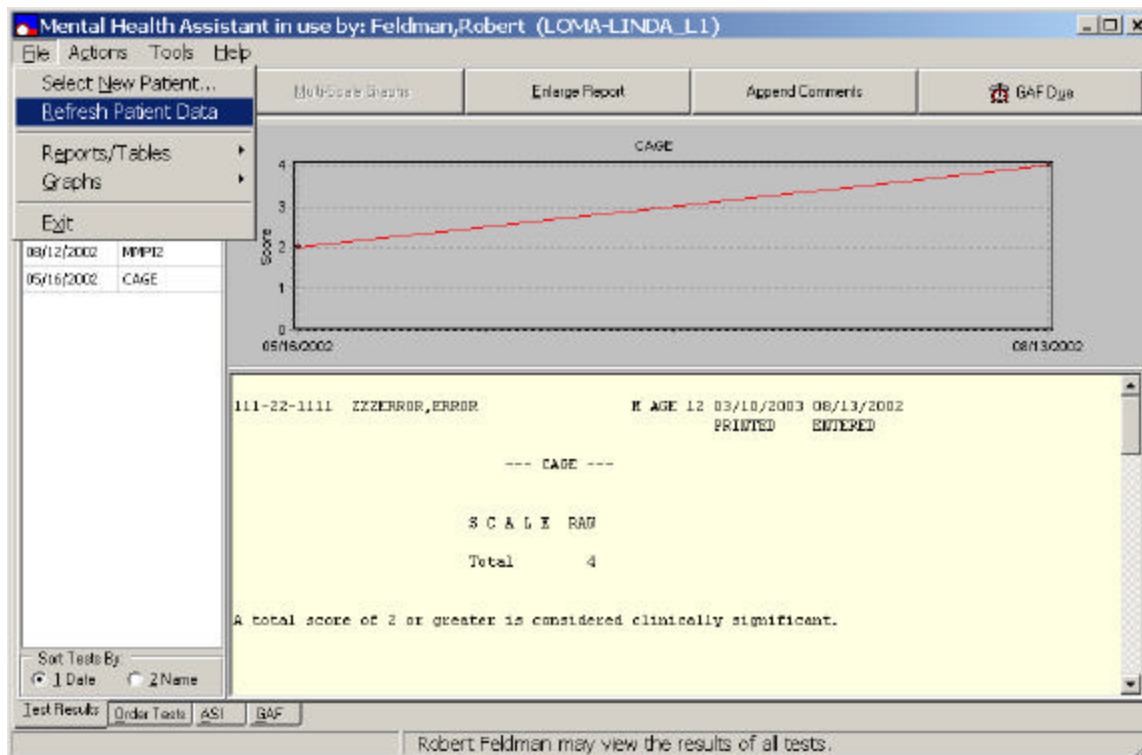 Mental Health Assistant in use by: Feldman,Robert (LOMA-LINDA_L1)
File Actions Tools Help
Select New Patient...
Refresh Patient Data
Reports/Tables
Graphs
Exit
Multi-Scale Graphs Enlarge Report Append Comments GAF Due
CAGE
4
3
2
1
0
Score
05/16/2002 08/13/2002
08/12/2002 MMPI2
05/16/2002 CAGE
111-22-1111 ZZZERROR,ERROR M AGE 12 03/10/2003 08/13/2002
PRINTED ENTERED
--- CAGE ---
S C A L E RAW
Total 4
A total score of 2 or greater is considered clinically significant.
Sort Tests By:
1 Date 2 Name
Test Results Order Tests ASI GAF
Robert Feldman may view the results of all tests.